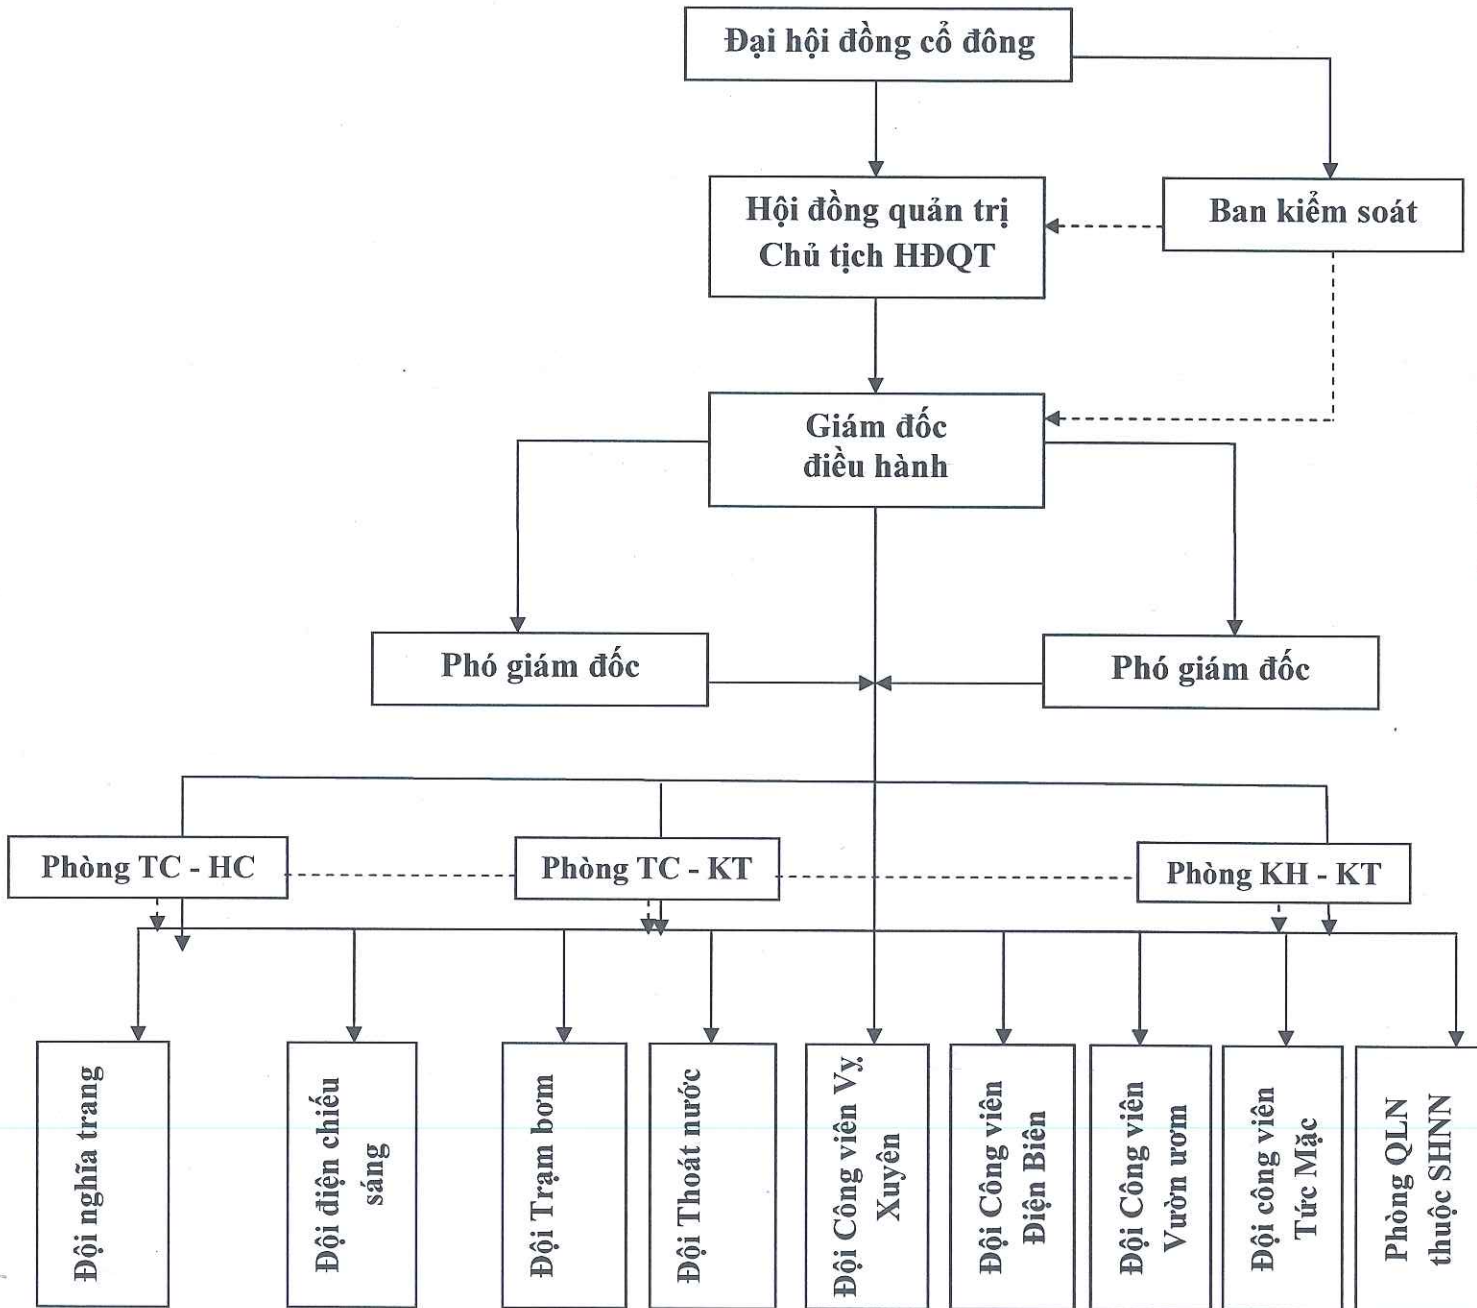 Đại hội đồng cổ đông
Hội đồng quản trị
Chủ tịch HĐQT
Ban kiểm soát
Giám đốc
điều hành
Phó giám đốc
Phó giám đốc
Phòng TC - HC
Phòng TC - KT
Phòng KH - KT
Đội nghĩa trang
Đội điện chiếu
sáng
Đội Trạm bơm
Đội Thoát nước
Đội Công viên Vỵ
Xuyên
Đội Công viên
Điện Biên
Đội Công viên
Vườn ươm
Đội công viên
Tức Mặc
Phòng QLN
thuộc SHNN